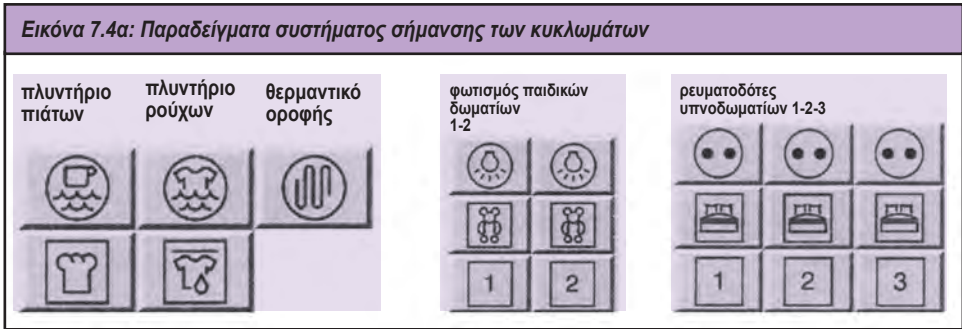 Εικόνα 7.4α: Παραδείγματα συστήματος σήμανσης των κυκλωμάτων
πλυντήριο
πιάτων
πλυντήριο
ρούχων
θερμαντικό
οροφής
φωτισμός παιδικών
δωματίων
1-2
1 2
ρευματοδότες
υπνοδωματίων 1-2-3
1 2 3